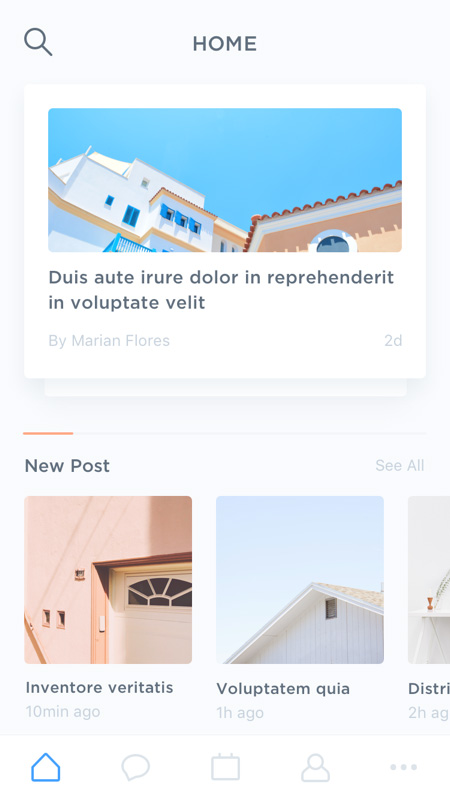 HOME
Duis aute irure dolor in reprehenderit
in voluptate velit
By Marian Flores
2d
New Post
See All
Inventore veritatis
Voluptatem quia
Distri
10min ago
1h ago
2h ag